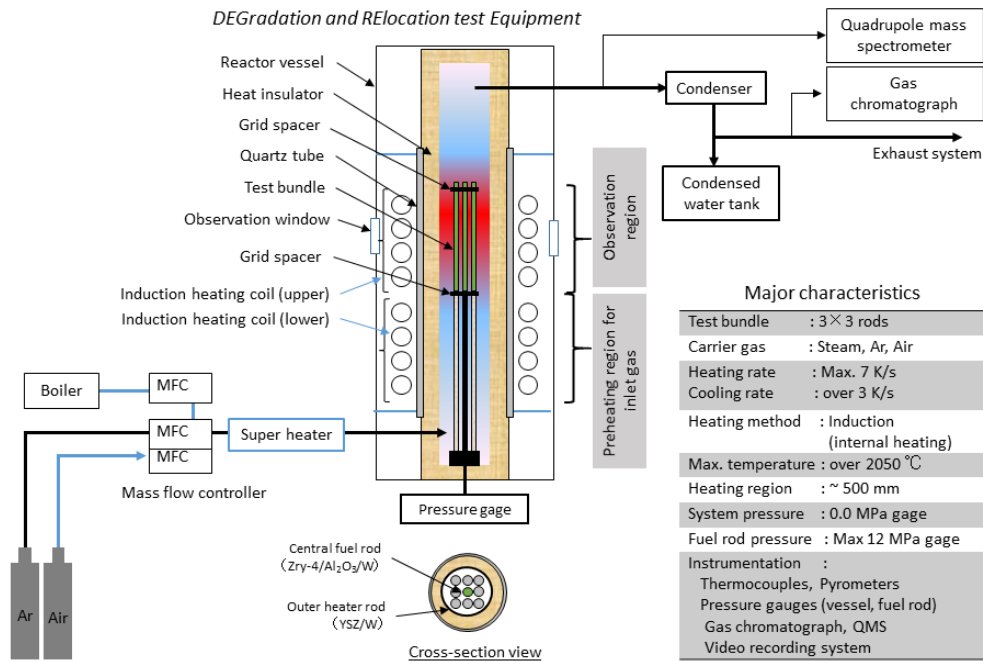 DEGradation and RElocation test Equipment
Quadrupole mass
spectrometer
Gas
chromatograph
Condenser
Exhaust system
Condensed
water tank
Reactor vessel
Heat insulator
Grid spacer
Quartz tube
Test bundle
Observation window
Grid spacer
Induction heating coil (upper)
Induction heating coil (lower)
Observation
region
Preheating region for
inlet gas
Boiler
MFC
MFC
MFC
Super heater
Mass flow controller
Pressure gage
Ar
Air
Central fuel rod
(Zry-4/Al₂O₃/W)
Outer heater rod
(YSZ/W)
Cross-section view
Major characteristics
Test bundle : 3×3 rods
Carrier gas : Steam, Ar, Air
Heating rate : Max. 7 K/s
Cooling rate : over 3 K/s
Heating method : Induction
(internal heating)
Max. temperature : over 2050 ℃
Heating region : ~ 500 mm
System pressure : 0.0 MPa gage
Fuel rod pressure : Max 12 MPa gage
Instrumentation :
Thermocouples, Pyrometers
Pressure gauges (vessel, fuel rod)
Gas chromatograph, QMS
Video recording system